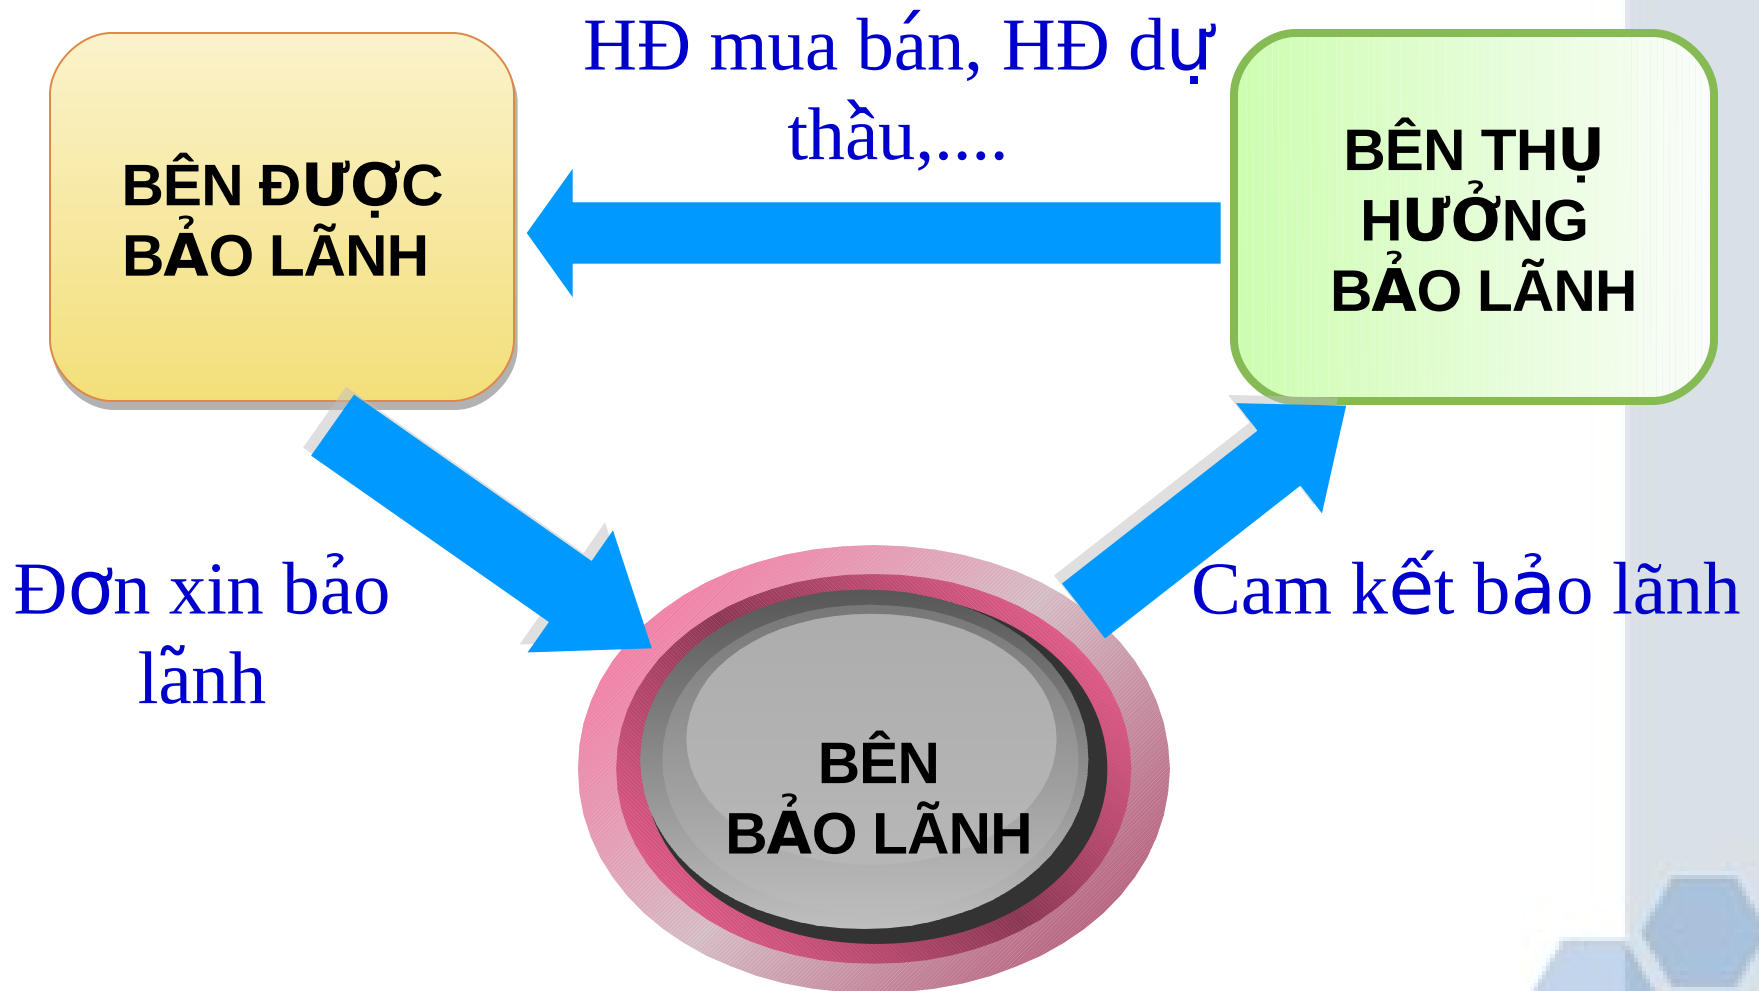 HĐ mua bán, HĐ dự
thầu,....
BÊN ĐƯỢC
BẢO LÃNH
BÊN THỤ
HƯỞNG
BẢO LÃNH
Đơn xin bảo
lãnh
Cam kết bảo lãnh
BÊN
BẢO LÃNH